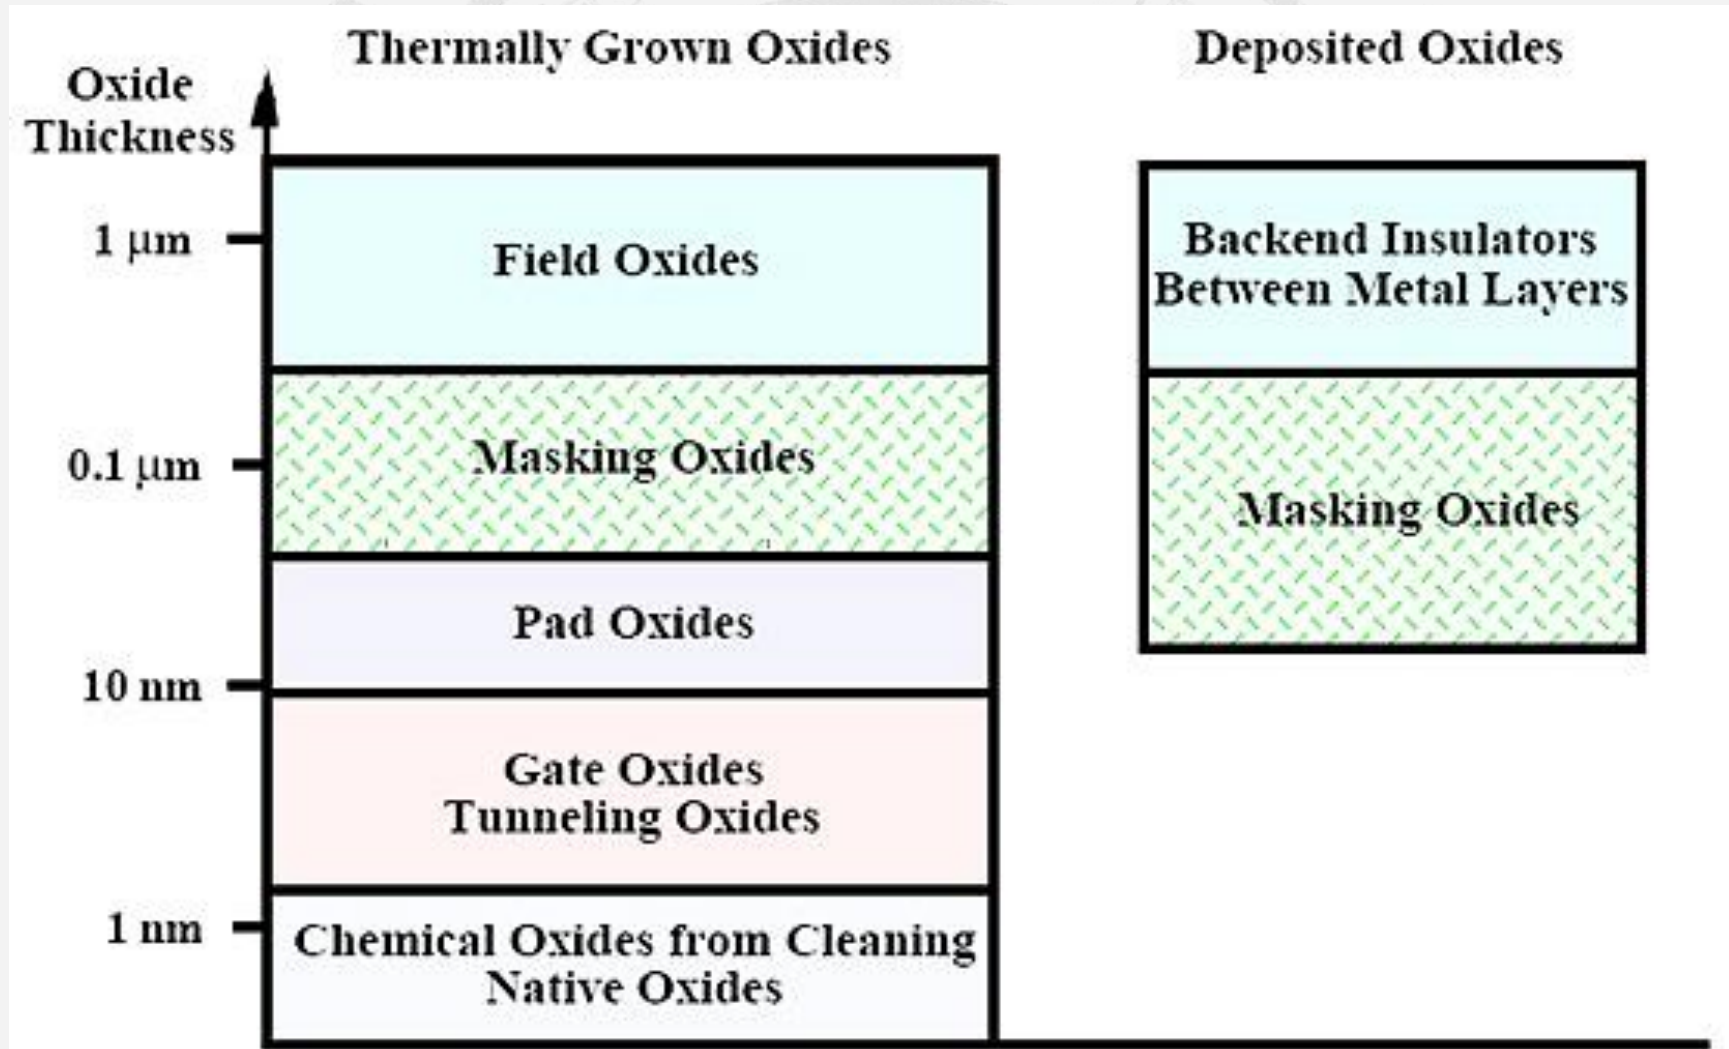 Thermally Grown Oxides
Deposited Oxides
Oxide
Thickness
1 μm
Field Oxides
Backend Insulators
Between Metal Layers
0.1 μm
Masking Oxides
Masking Oxides
Pad Oxides
10 nm
Gate Oxides
Tunneling Oxides
1 nm
Chemical Oxides from Cleaning
Native Oxides